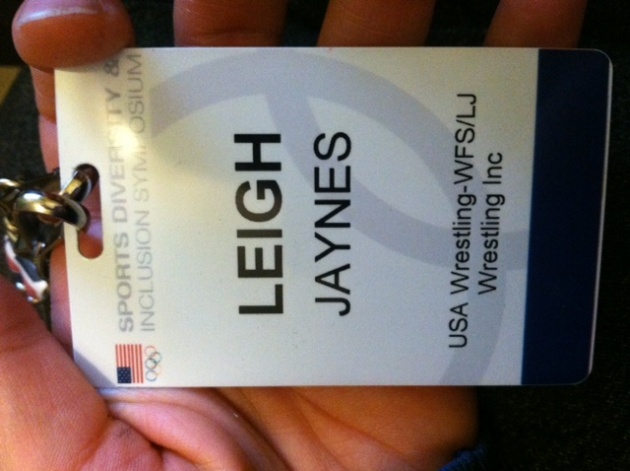 SPORTS DIVERSITY &
INCLUSION SYMPOSIUM
LEIGH
JAYNES
USA Wrestling-WFS/LJ
Wrestling Inc